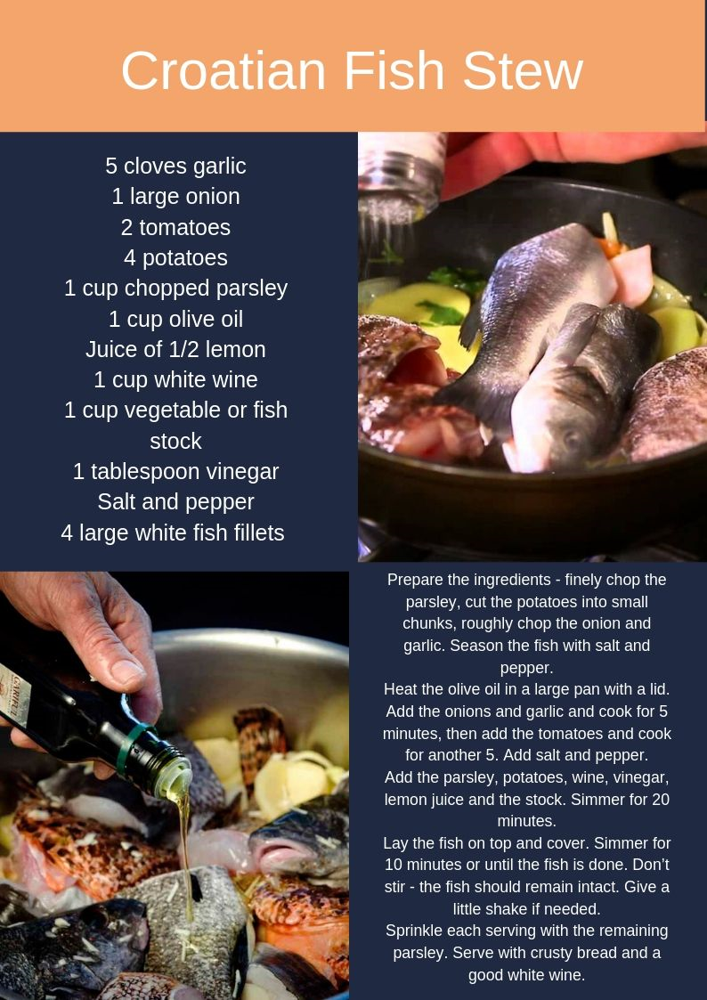 Croatian Fish Stew
5 cloves garlic
1 large onion
2 tomatoes
4 potatoes
1 cup chopped parsley
1 cup olive oil
Juice of 1/2 lemon
1 cup white wine
1 cup vegetable or fish
stock
1 tablespoon vinegar
Salt and pepper
4 large white fish fillets
Prepare the ingredients - finely chop the
parsley, cut the potatoes into small
chunks, roughly chop the onion and
garlic. Season the fish with salt and
pepper.
Heat the olive oil in a large pan with a lid.
Add the onions and garlic and cook for 5
minutes, then add the tomatoes and cook
for another 5. Add salt and pepper.
Add the parsley, potatoes, wine, vinegar,
lemon juice and the stock. Simmer for 20
minutes.
Lay the fish on top and cover. Simmer for
10 minutes or until the fish is done. Don’t
stir - the fish should remain intact. Give a
little shake if needed.
Sprinkle each serving with the remaining
parsley. Serve with crusty bread and a
good white wine.